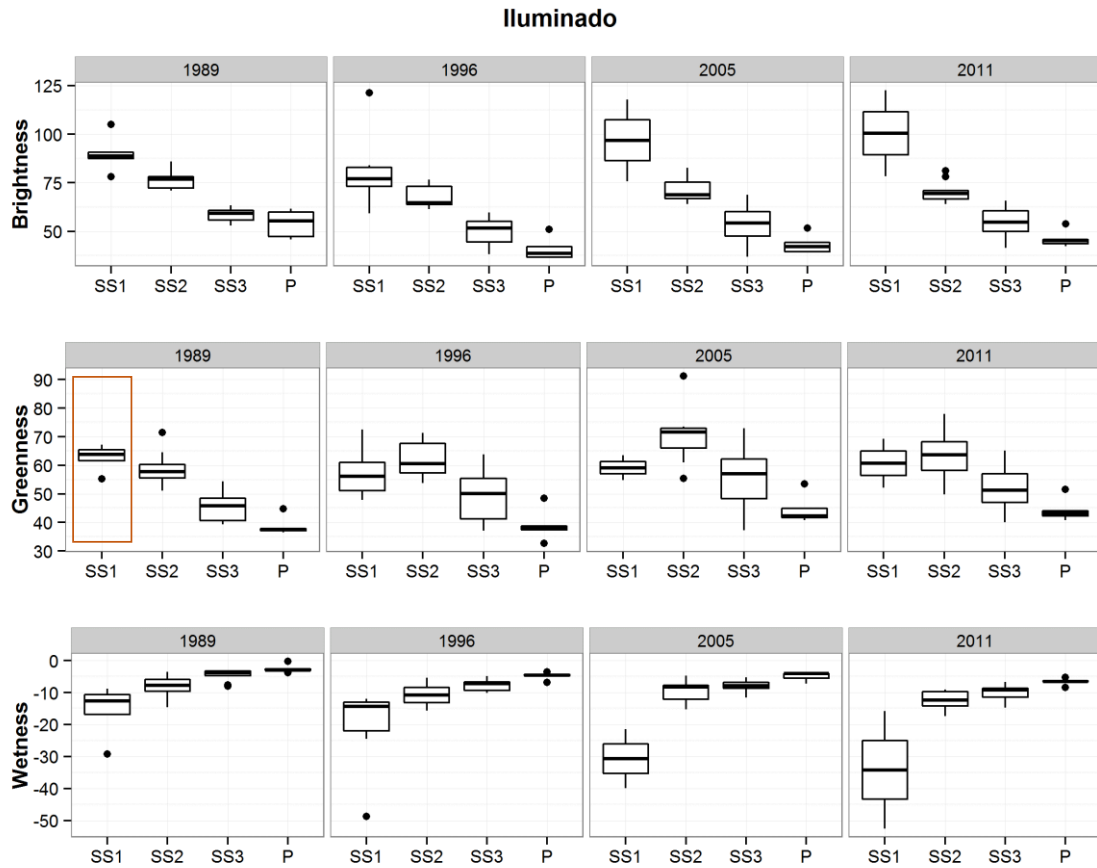 Iluminado
1989 1996 2005 2011
Brightness
125
100
75
50
SS1 SS2 SS3 P SS1 SS2 SS3 P SS1 SS2 SS3 P SS1 SS2 SS3 P
1989 1996 2005 2011
Greenness
90
80
70
60
50
40
30
SS1 SS2 SS3 P SS1 SS2 SS3 P SS1 SS2 SS3 P SS1 SS2 SS3 P
1989 1996 2005 2011
Wetness
0
-10
-20
-30
-40
-50
SS1 SS2 SS3 P SS1 SS2 SS3 P SS1 SS2 SS3 P SS1 SS2 SS3 P